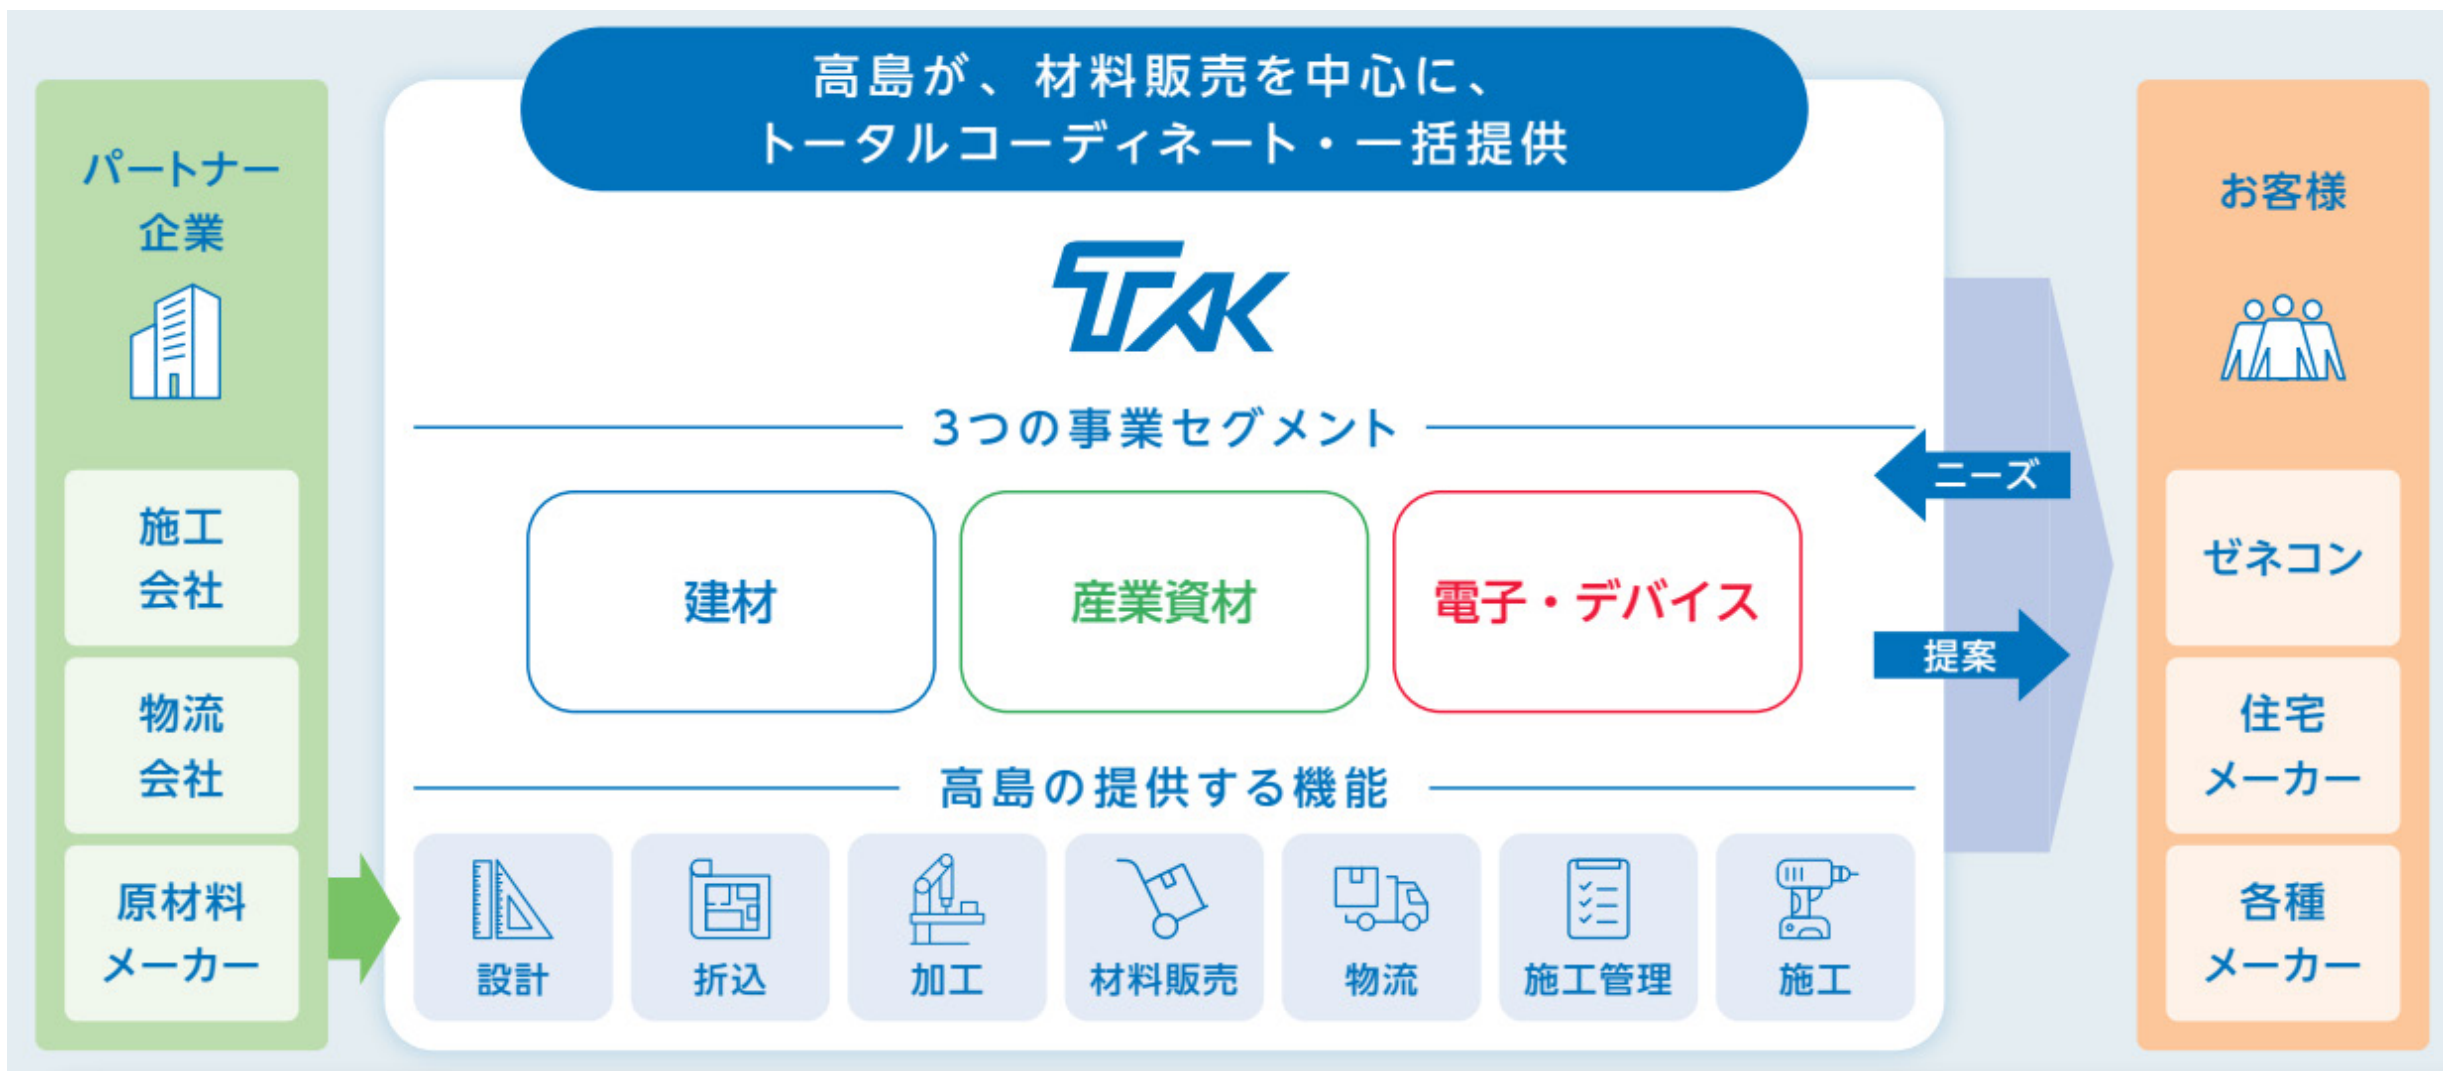 高島が、材料販売を中心に、
トータルコーディネート・一括提供
パートナー
企業
施工
会社
物流
会社
原材料
メーカー
TAK
3つの事業セグメント
建材
産業資材
電子・デバイス
高島の提供する機能
設計
折込
加工
材料販売
物流
施工管理
施工
ニーズ
提案
お客様
ゼネコン
住宅
メーカー
各種
メーカー